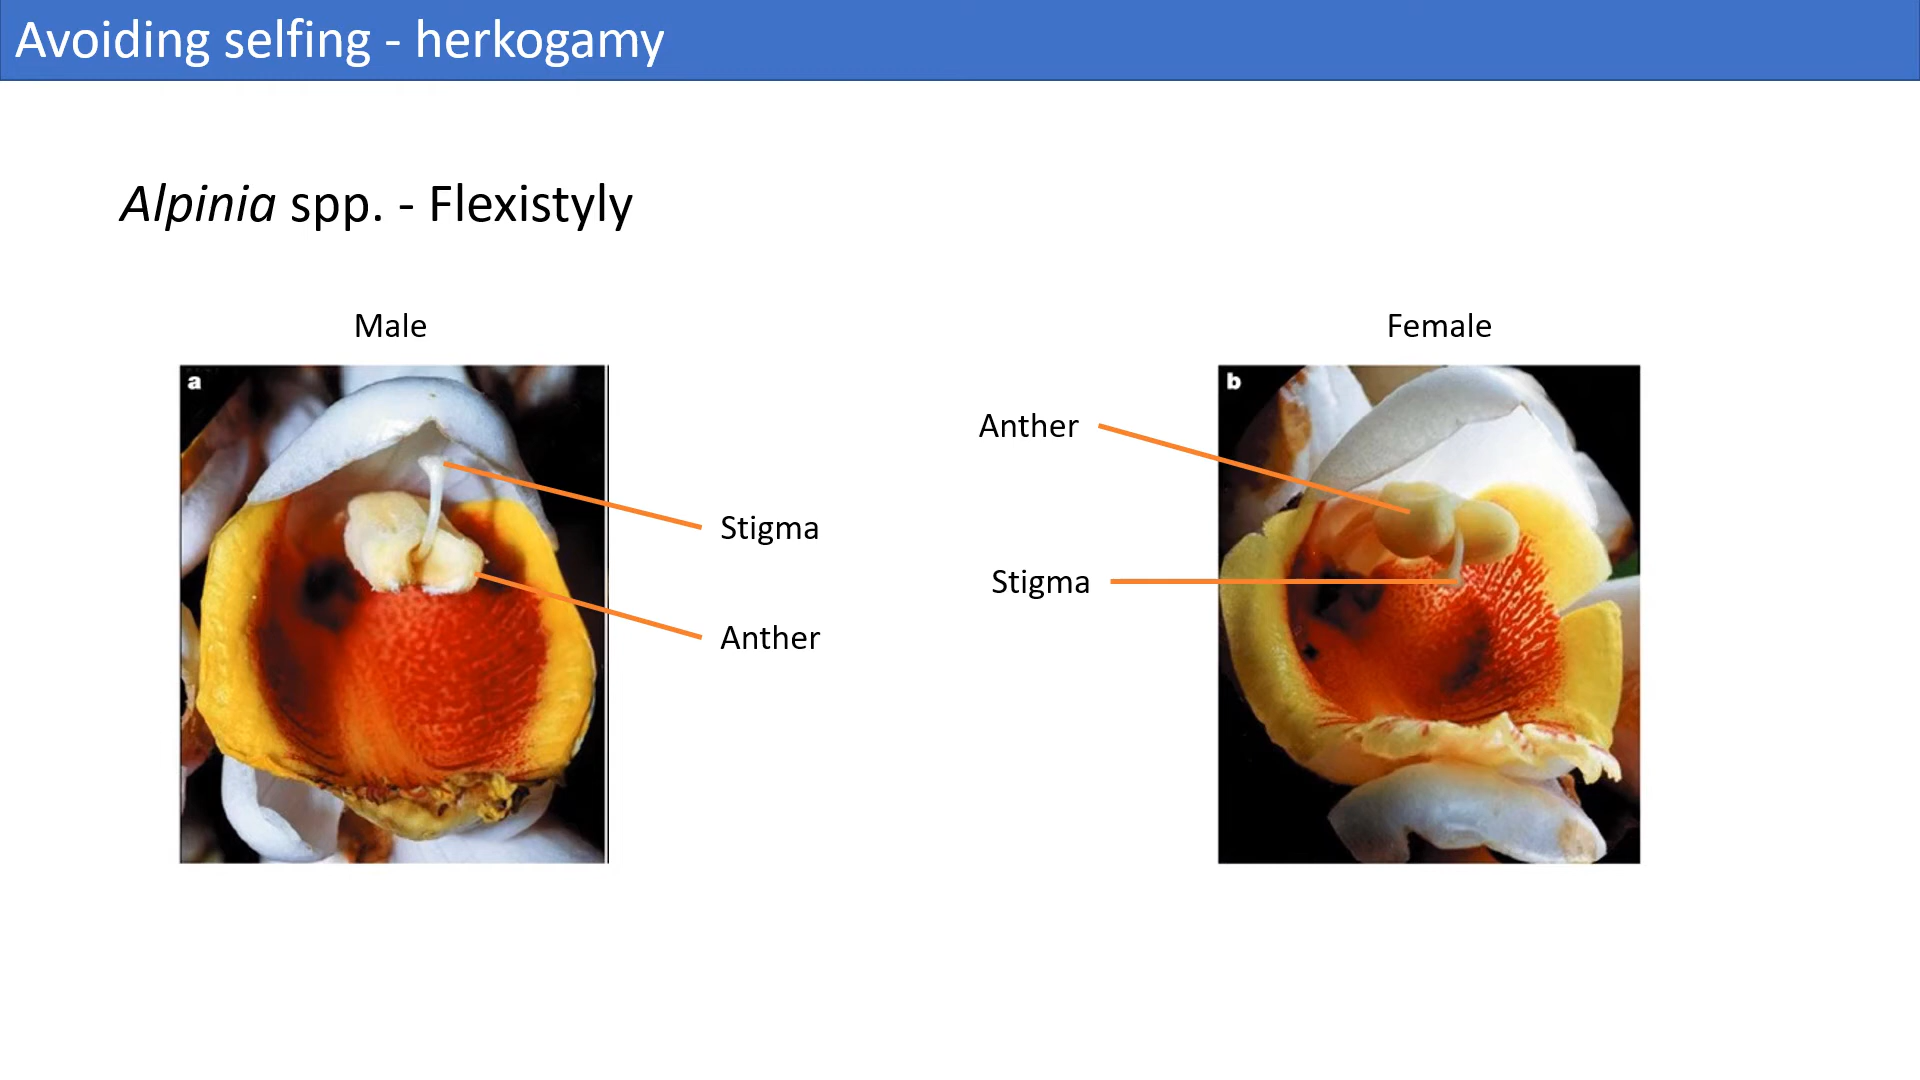 Avoiding selfing - herkogamy
Alpinia spp. - Flexistyly
Male
Female
a
b
Anther
Stigma
Stigma
Anther